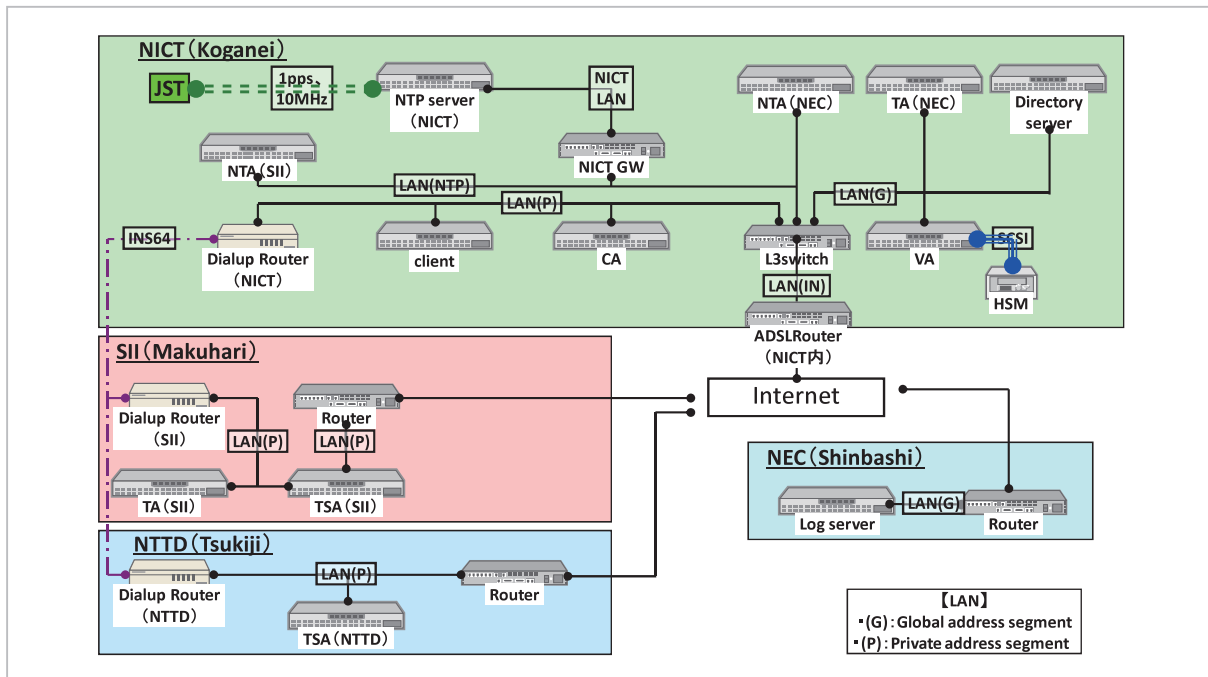 NICT（Koganei）
JST
1pps
10MHz
NTP server
（NICT）
NICT
LAN
NTA（NEC）
TA（NEC）
Directory
server
NTA（SII）
NICT GW
LAN(NTP)
LAN(P)
LAN(G)
INS64
Dialup Router
（NICT）
client
CA
L3switch
VA
SCSI
HSM
LAN(IN)
ADSLRouter
（NICT内）
SII（Makuhari）
Dialup Router
（SII）
Router
LAN(P)
LAN(P)
TA（SII）
TSA（SII）
Internet
NEC（Shinbashi）
Log server
LAN(G)
Router
NTTD（Tsukiji）
Dialup Router
（NTTD）
LAN(P)
Router
TSA（NTTD）
【LAN】
・(G)：Global address segment
・(P)：Private address segment